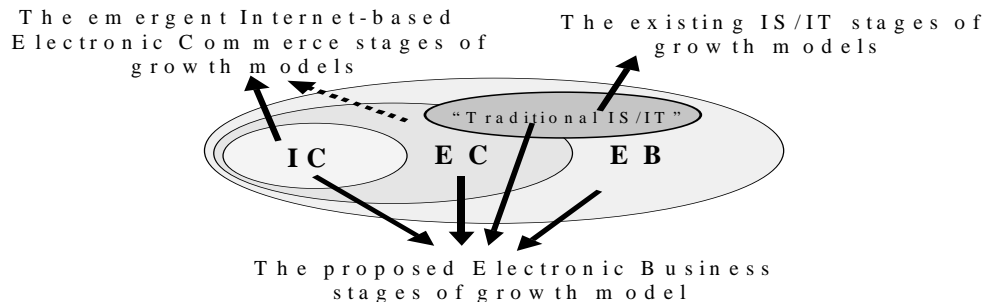 The emergent Internet-based
Electronic Commerce stages of
growth models
The existing IS/IT stages of
growth models
“Traditional IS/IT”
IC
EC
EB
The proposed Electronic Business
stages of growth model